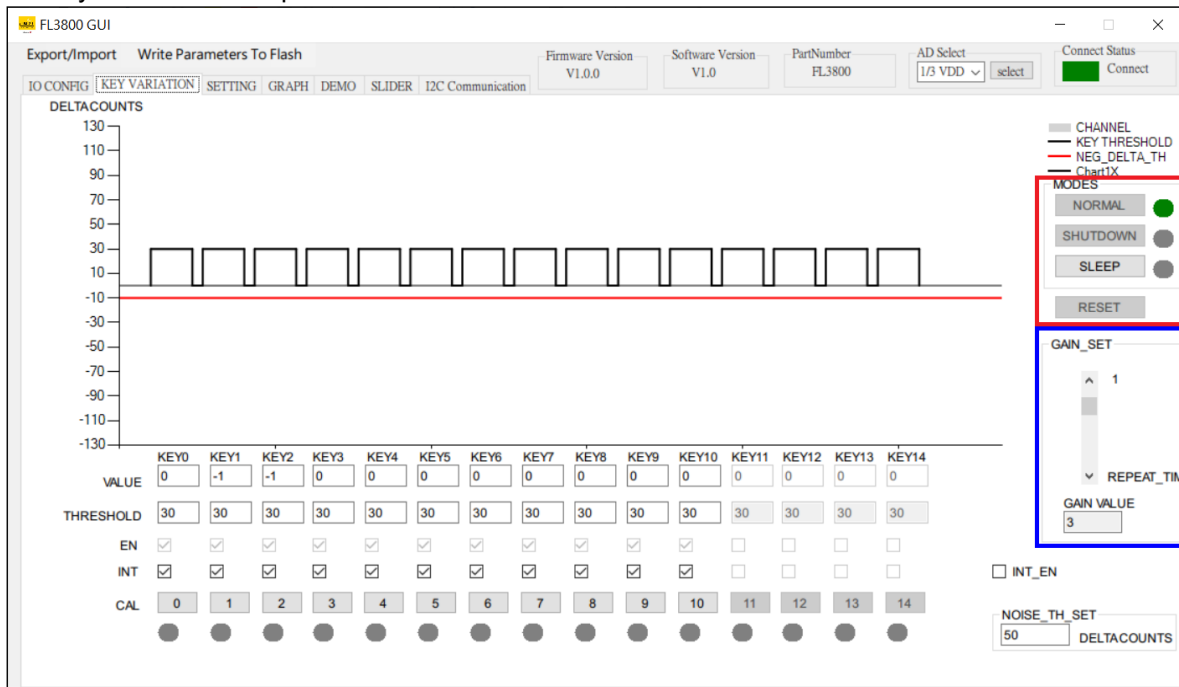 FL3800 GUI
Export/Import Write Parameters To Flash
Firmware Version
V1.0.0
Software Version
V1.0
PartNumber
FL3800
AD Select
1/3 VDD select
Connect Status
Connect
IO CONFIG KEY VARIATION SETTING GRAPH DEMO SLIDER I2C Communication
DELTACOUNTS
130
110
90
70
50
30
10
-10
-30
-50
-70
-90
-110
-130
CHANNEL
KEY THRESHOLD
NEG_DELTA_TH
Chart1X
MODES
NORMAL
SHUTDOWN
SLEEP
RESET
GAIN_SET
1
REPEAT_TIM
GAIN VALUE
3
KEY0 KEY1 KEY2 KEY3 KEY4 KEY5 KEY6 KEY7 KEY8 KEY9 KEY10 KEY11 KEY12 KEY13 KEY14
VALUE 0 -1 -1 0 0 0 0 0 0 0 0 0 0 0 0
THRESHOLD 30 30 30 30 30 30 30 30 30 30 30 30 30 30 30
EN
INT
CAL 0 1 2 3 4 5 6 7 8 9 10 11 12 13 14
INT_EN
NOISE_TH_SET
50 DELTACOUNTS